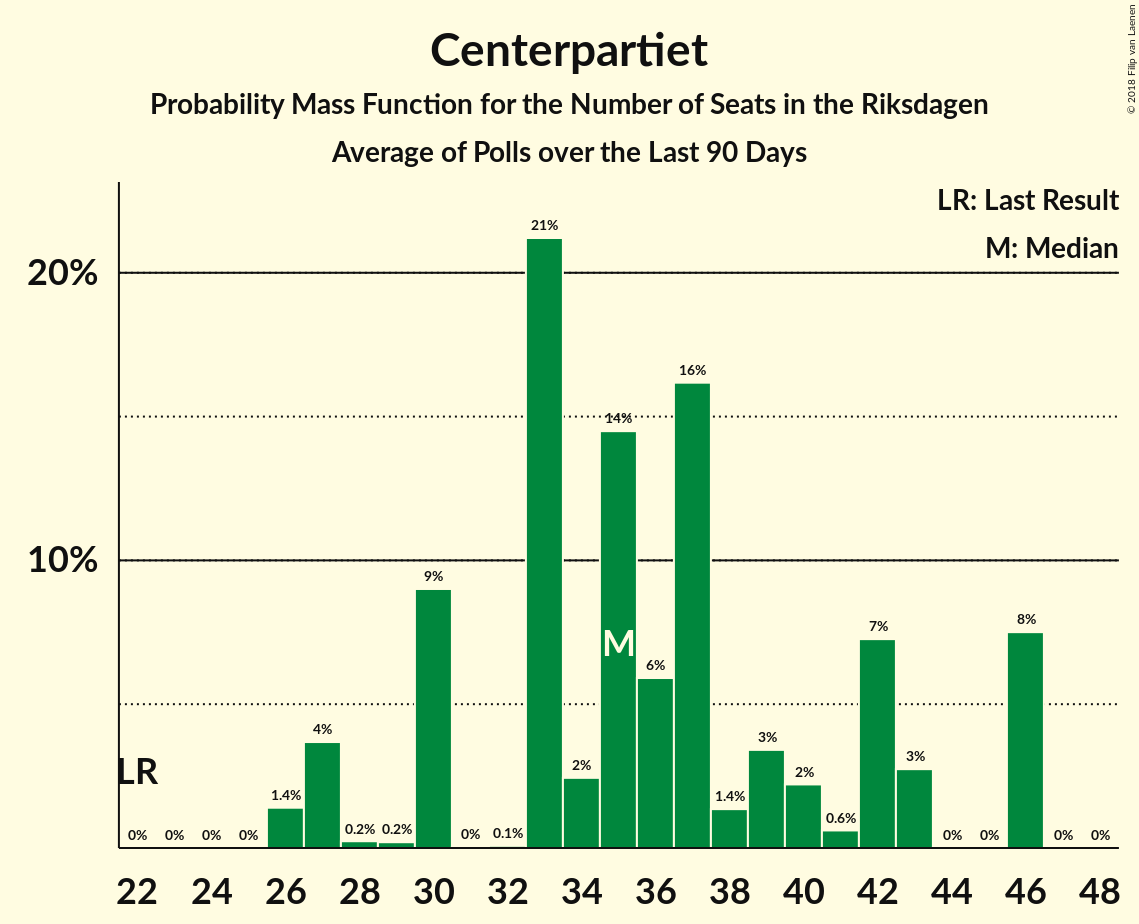 Centerpartiet
Probability Mass Function for the Number of Seats in the Riksdagen
Average of Polls over the Last 90 Days
© 2018 Filip van Laenen
LR: Last Result
M: Median
20%
10%
0% 0% 0% 0% 1.4% 4% 0.2% 0.2% 9% 0% 0.1% 21% 2% 14% 6% 16% 1.4% 3% 2% 0.6% 7% 3% 0% 0% 8% 0% 0%
LR
M
22 24 26 28 30 32 34 36 38 40 42 44 46 48